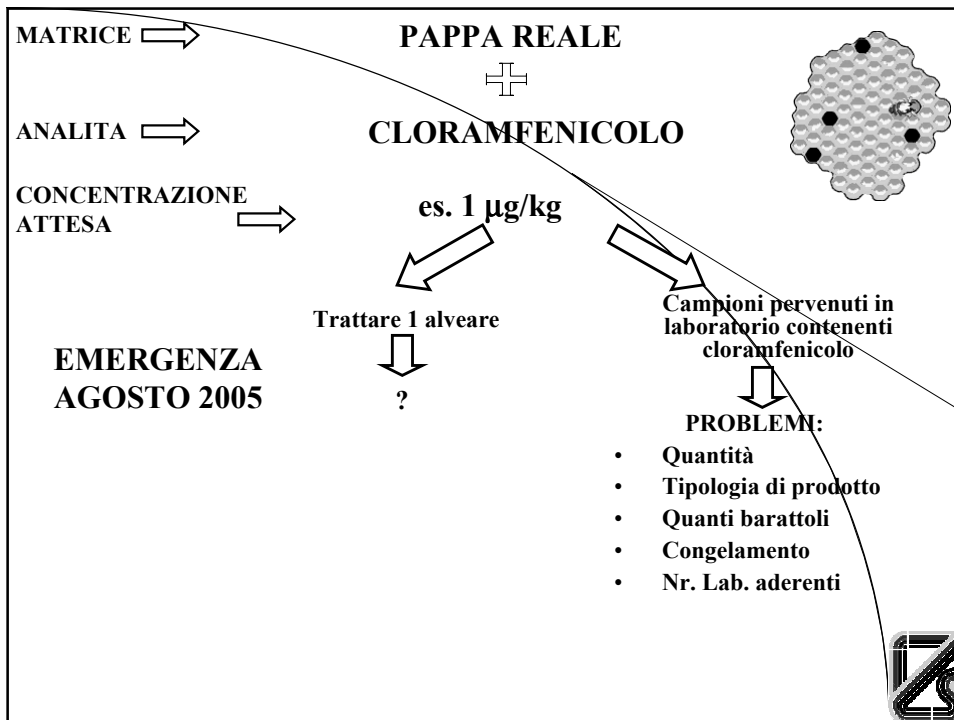 MATRICE
PAPPA REALE
ANALITA
CLORAMFENICOLO
CONCENTRAZIONE
ATTESA
es. 1 µg/kg
Trattare 1 alveare
?
EMERGENZA
AGOSTO 2005
Campioni pervenuti in
laboratorio contenenti
cloramfenicolo
PROBLEMI:
• Quantità
• Tipologia di prodotto
• Quanti barattoli
• Congelamento
• Nr. Lab. aderenti